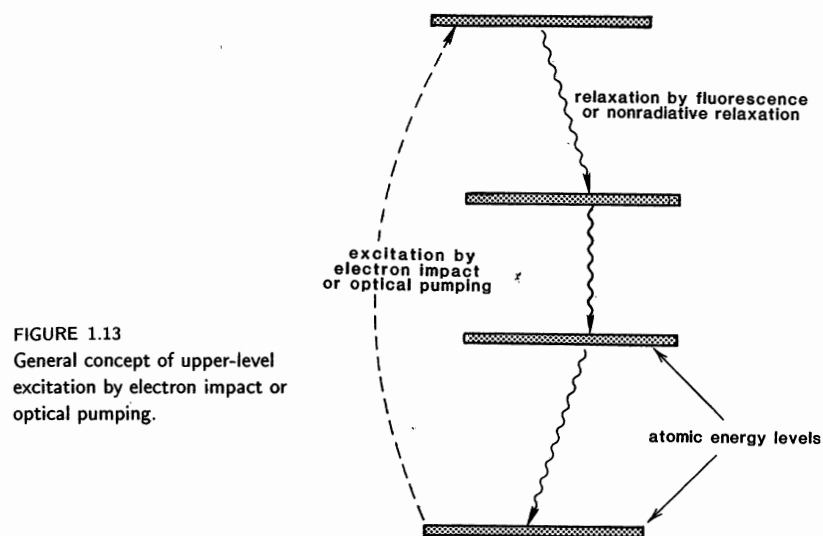 relaxation by fluorescence
or nonradiative relaxation
excitation by
electron impact
or optical pumping
FIGURE 1.13
General concept of upper-level
excitation by electron impact or
optical pumping.
atomic energy levels